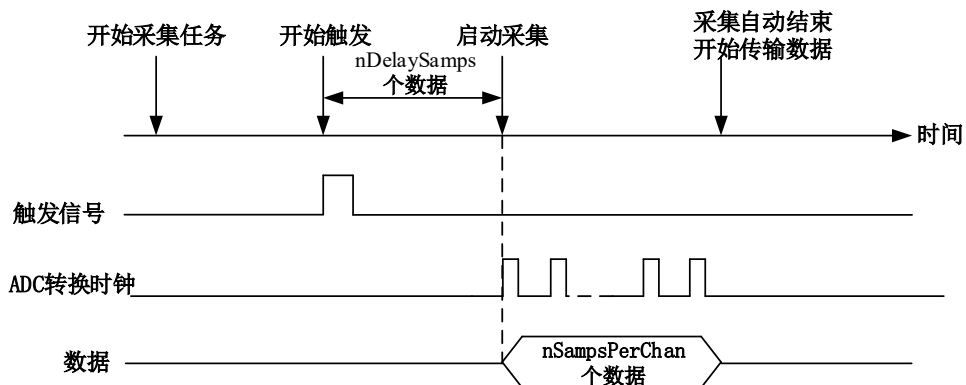 开始采集任务
开始触发
启动采集
采集自动结束
开始传输数据
nDelaySamps
个数据
时间
触发信号
ADC转换时钟
数据
nSampsPerChan
个数据